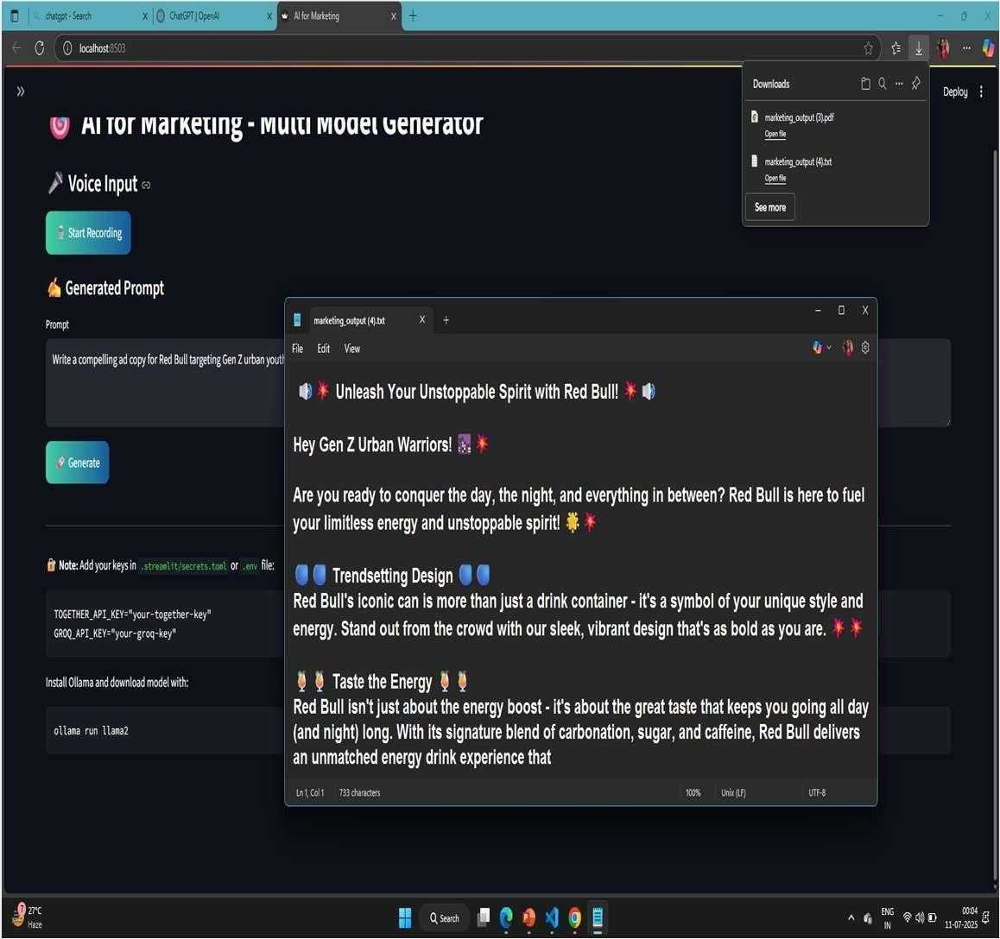 chatgpt - Search
ChatGPT | OpenAI
AI for Marketing
localhost:8503
Downloads
marketing_output (3).pdf
Open file
marketing_output (4).txt
Open file
See more
Deploy
AI for Marketing - Multi Model Generator
Voice Input
Start Recording
Generated Prompt
Prompt
Write a compelling ad copy for Red Bull targeting Gen Z urban youth
Generate
Note: Add your keys in .streamlit/secrets.toml or .env file:
TOGETHER_API_KEY="your-together-key"
GROQ_API_KEY="your-groq-key"
Install Ollama and download model with:
ollama run llama2
marketing_output (4).txt
File Edit View
🔊💥 Unleash Your Unstoppable Spirit with Red Bull! 💥🔊
Hey Gen Z Urban Warriors! 🎆💥
Are you ready to conquer the day, the night, and everything in between? Red Bull is here to fuel
your limitless energy and unstoppable spirit! 🌟💥
Trendsetting Design
Red Bull's iconic can is more than just a drink container - it's a symbol of your unique style and
energy. Stand out from the crowd with our sleek, vibrant design that's as bold as you are. 💥💥
🍹🍹 Taste the Energy 🍹🍹
Red Bull isn't just about the energy boost - it's about the great taste that keeps you going all day
(and night) long. With its signature blend of carbonation, sugar, and caffeine, Red Bull delivers
an unmatched energy drink experience that
Ln 1, Col 1 733 characters 100% Unix (LF) UTF-8
7
27°C
Haze
Search
ENG
IN
00:04
11-07-2025